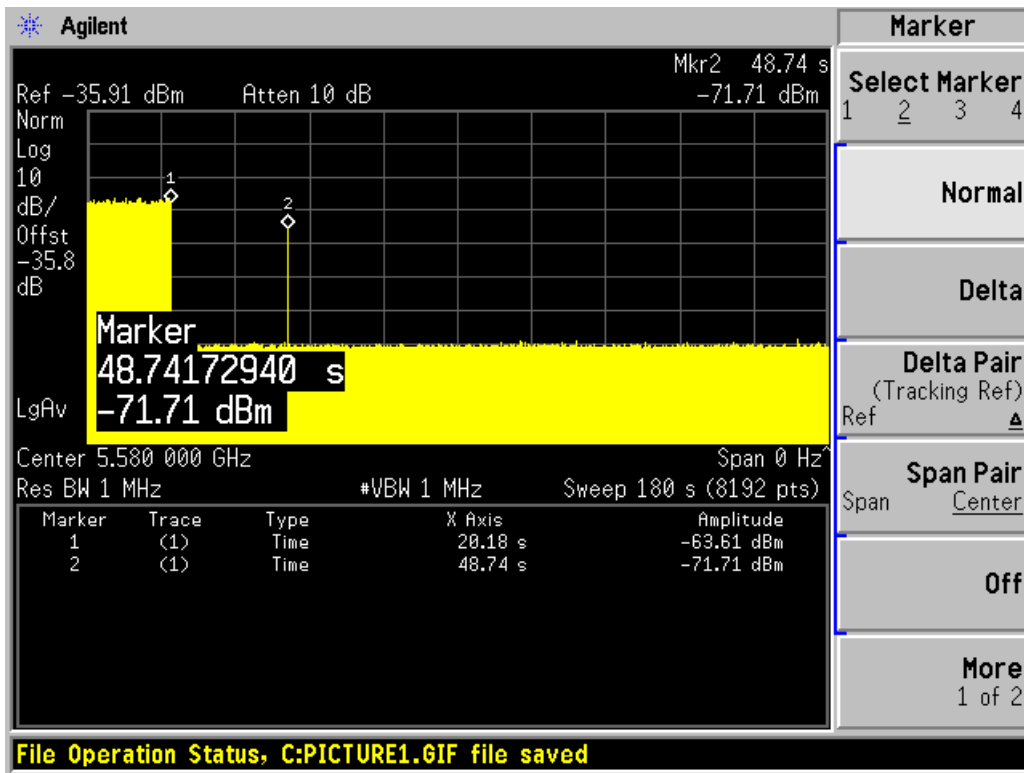 Agilent
Marker
Mkr2 48.74 s
Ref -35.91 dBm Atten 10 dB -71.71 dBm
Norm
Log
10
dB/
Offst
-35.8
dB
1
2
Marker
48.74172940 s
-71.71 dBm
LgAv
Center 5.580 000 GHz Span 0 Hz^
Res BW 1 MHz #VBW 1 MHz Sweep 180 s (8192 pts)
Marker Trace Type X Axis Amplitude
1 (1) Time 20.18 s -63.61 dBm
2 (1) Time 48.74 s -71.71 dBm
Select Marker
1 2 3 4
Normal
Delta
Delta Pair
(Tracking Ref)
Ref Δ
Span Pair
Span Center
Off
More
1 of 2
File Operation Status, C:PICTURE1.GIF file saved